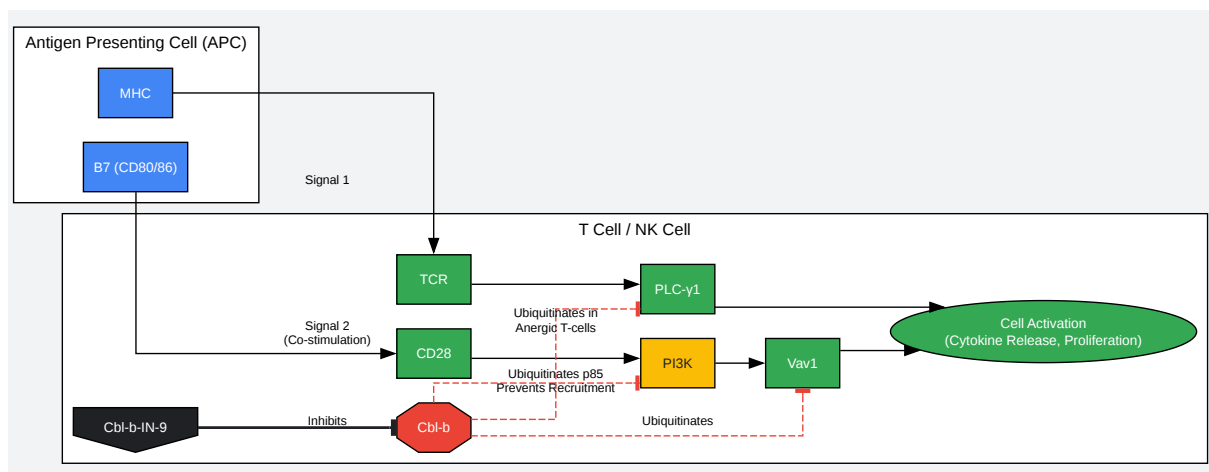 Antigen Presenting Cell (APC)
MHC
B7 (CD80/86)
Signal 1
T Cell / NK Cell
TCR
PLC-γ1
Ubiquitinates in
Anergic T-cells
Signal 2
(Co-stimulation)
CD28
PI3K
Vav1
Cell Activation
(Cytokine Release, Proliferation)
Ubiquitinates p85
Prevents Recruitment
Cbl-b-IN-9
Inhibits
Cbl-b
Ubiquitinates